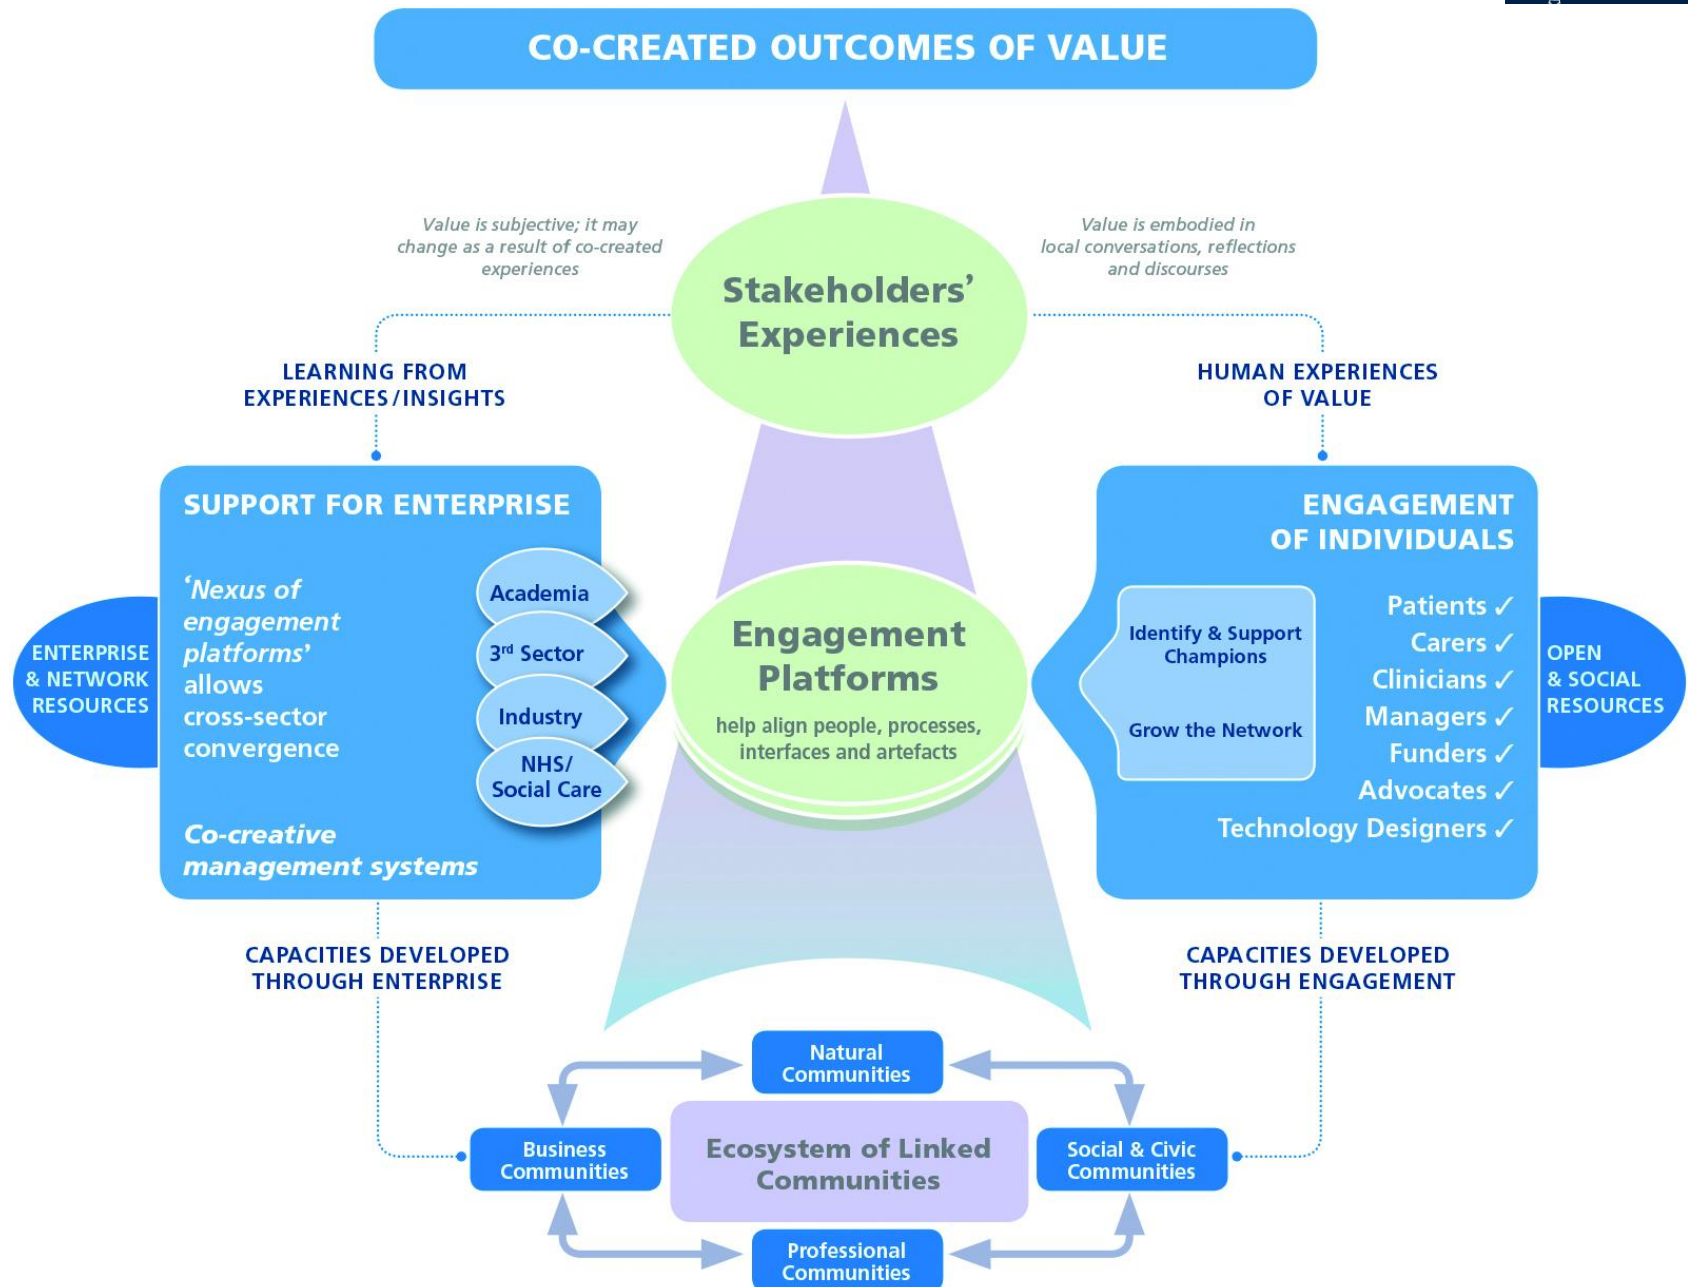 CO-CREATED OUTCOMES OF VALUE
Value is subjective; it may
change as a result of co-created
experiences
Value is embodied in
local conversations, reflections
and discourses
Stakeholders’
Experiences
LEARNING FROM
EXPERIENCES/INSIGHTS
HUMAN EXPERIENCES
OF VALUE
ENTERPRISE
& NETWORK
RESOURCES
SUPPORT FOR ENTERPRISE
‘Nexus of
engagement
platforms’
allows
cross-sector
convergence
Co-creative
management systems
Academia
3rd Sector
Industry
NHS/
Social Care
Engagement
Platforms
help align people, processes,
interfaces and artefacts
ENGAGEMENT
OF INDIVIDUALS
Identify & Support
Champions
Grow the Network
Patients ✓
Carers ✓
Clinicians ✓
Managers ✓
Funders ✓
Advocates ✓
Technology Designers ✓
OPEN
& SOCIAL
RESOURCES
CAPACITIES DEVELOPED
THROUGH ENTERPRISE
CAPACITIES DEVELOPED
THROUGH ENGAGEMENT
Natural
Communities
Business
Communities
Ecosystem of Linked
Communities
Social & Civic
Communities
Professional
Communities